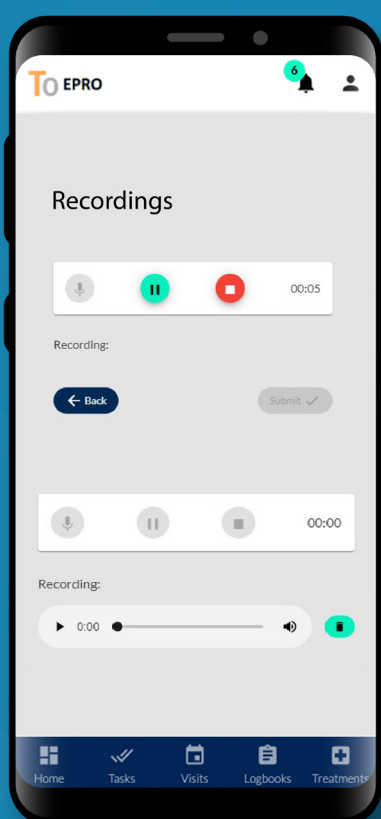 6
TO EPRO
Recordings
00:05
Recording:
Back
Submit
00:00
Recording:
0:00
Home Tasks Visits Logbooks Treatments